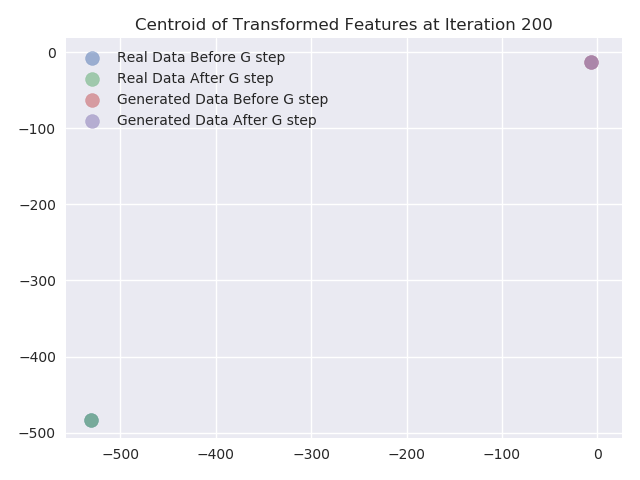 Centroid of Transformed Features at Iteration 200
Real Data Before G step
Real Data After G step
Generated Data Before G step
Generated Data After G step
0
−100
−200
−300
−400
−500
−500 −400 −300 −200 −100 0